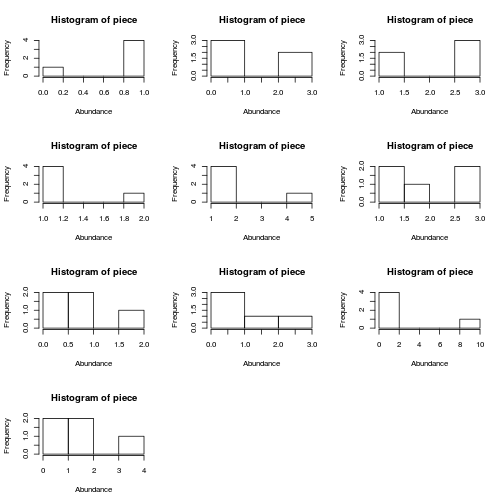 Histogram of piece Histogram of piece Histogram of piece
Frequency 0 2 4 Frequency 0.0 1.5 3.0 Frequency 0.0 1.5 3.0
0.0 0.2 0.4 0.6 0.8 1.0 0.0 1.0 2.0 3.0 1.0 1.5 2.0 2.5 3.0
Abundance Abundance Abundance
Histogram of piece Histogram of piece Histogram of piece
Frequency 0 2 4 Frequency 0 2 4 Frequency 0.0 1.0 2.0
1.0 1.2 1.4 1.6 1.8 2.0 1 2 3 4 5 1.0 1.5 2.0 2.5 3.0
Abundance Abundance Abundance
Histogram of piece Histogram of piece Histogram of piece
Frequency 0.0 1.0 2.0 Frequency 0.0 1.5 3.0 Frequency 0 2 4
0.0 0.5 1.0 1.5 2.0 0.0 1.0 2.0 3.0 0 2 4 6 8 10
Abundance Abundance Abundance
Histogram of piece
Frequency 0.0 1.0 2.0
0 1 2 3 4
Abundance